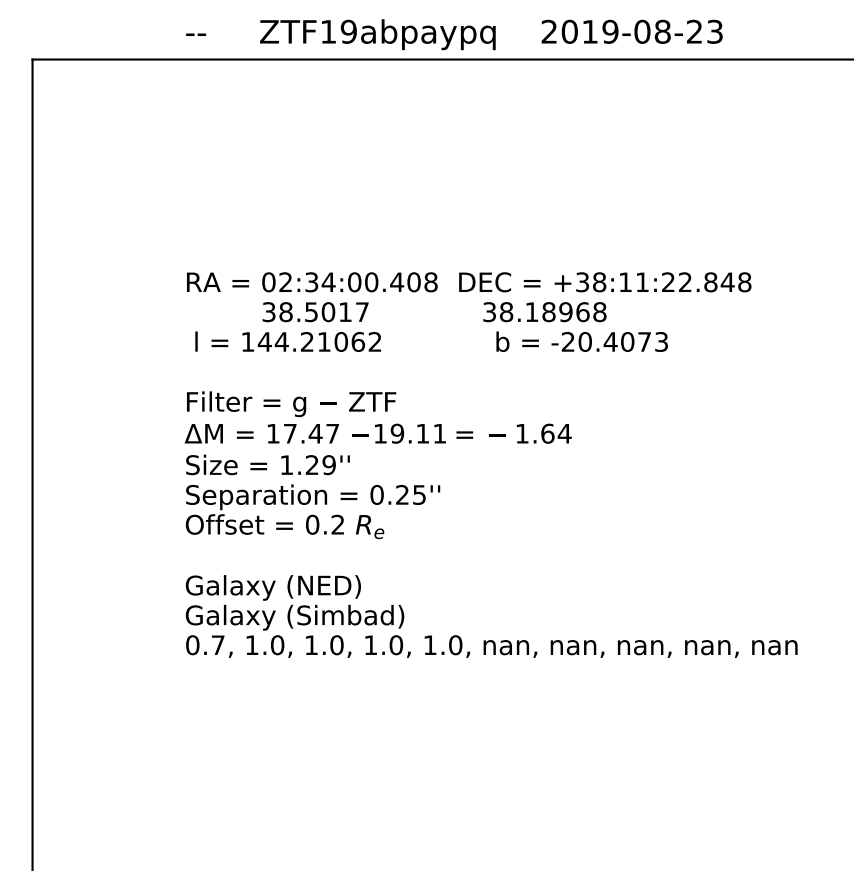 -- ZTF19abpaypq 2019-08-23
RA = 02:34:00.408 DEC = +38:11:22.848
38.5017 38.18968
l = 144.21062 b = -20.4073
Filter = g − ZTF
ΔM = 17.47 −19.11 = − 1.64
Size = 1.29''
Separation = 0.25''
Offset = 0.2 Rₑ
Galaxy (NED)
Galaxy (Simbad)
0.7, 1.0, 1.0, 1.0, 1.0, nan, nan, nan, nan, nan